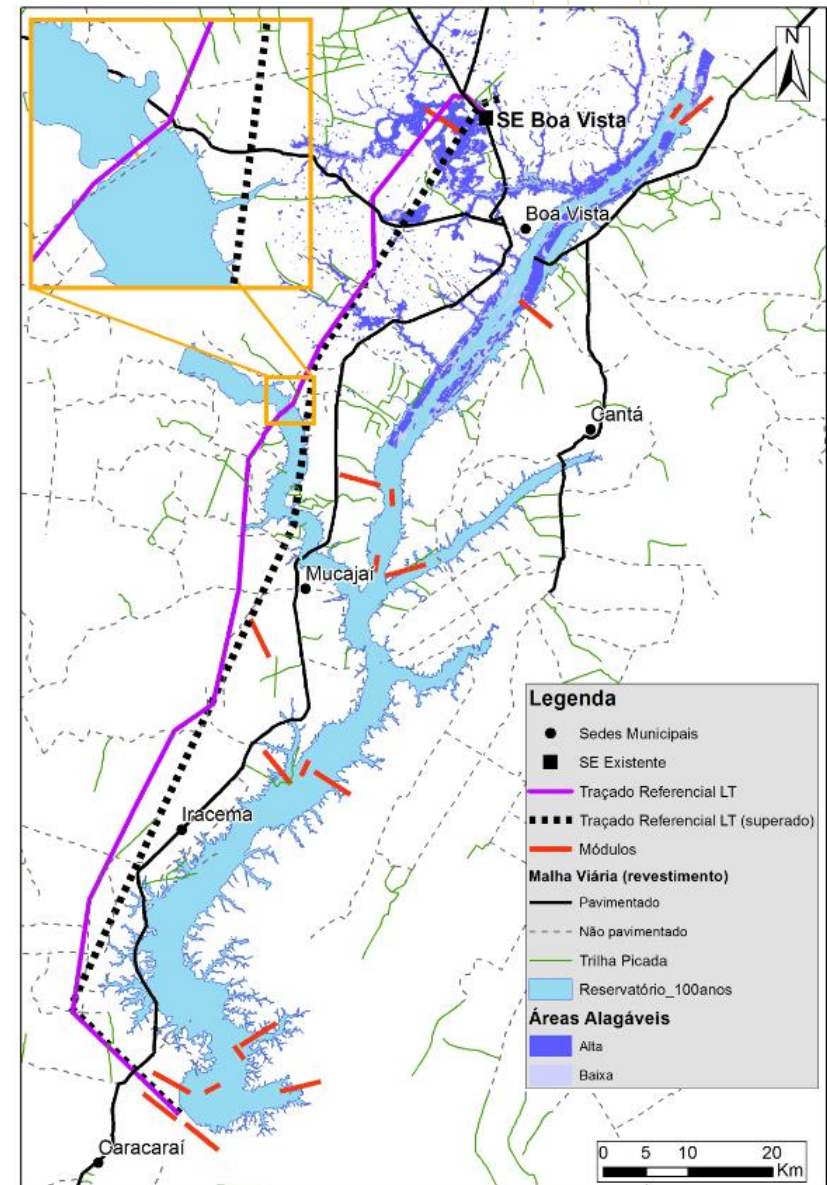 N
SE Boa Vista
Boa Vista
Cantá
Mucajaí
Iracema
Caracaraí
Legenda
Sedes Municipais
SE Existente
Traçado Referencial LT
Traçado Referencial LT (superado)
Módulos
Malha Viária (revestimento)
Pavimentado
Não pavimentado
Trilha Picada
Reservatório_100anos
Áreas Alagáveis
Alta
Baixa
0 5 10 20
Km